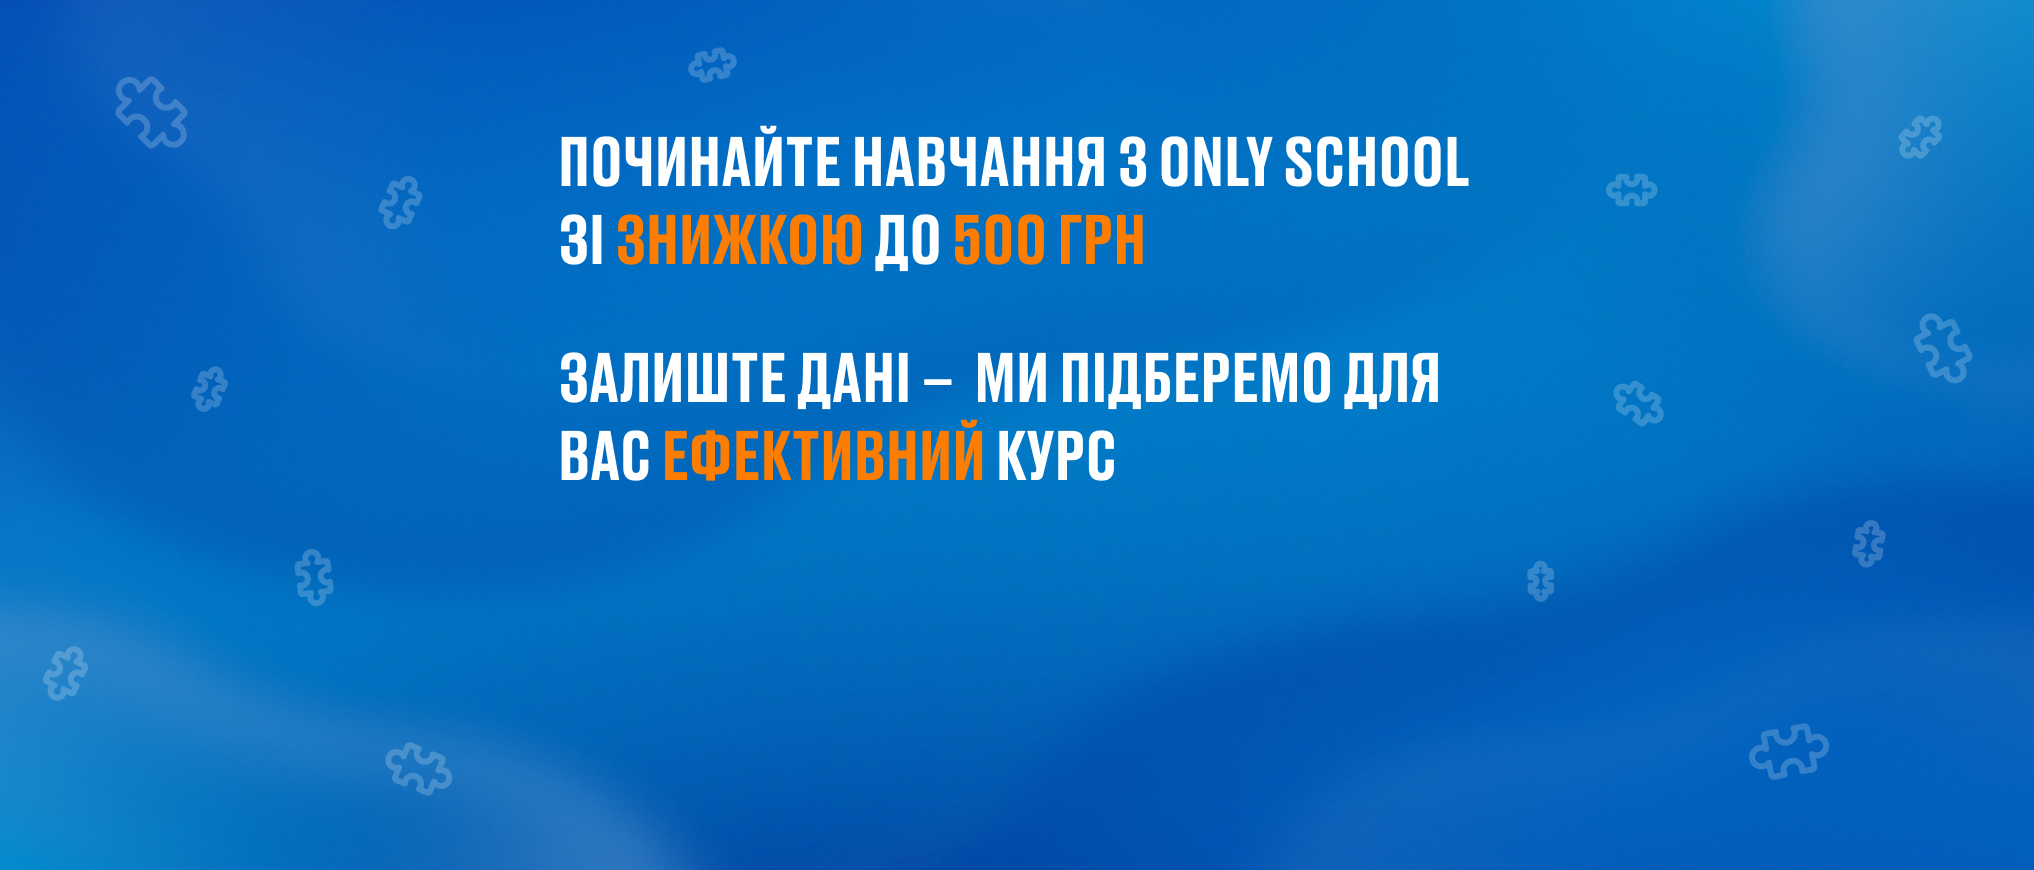 ПОЧИНАЙТЕ НАВЧАННЯ З ONLY SCHOOL
ЗІ ЗНИЖКОЮ ДО 500 ГРН
ЗАЛИШТЕ ДАНІ – МИ ПІДБЕРЕМО ДЛЯ
ВАС ЕФЕКТИВНИЙ КУРС